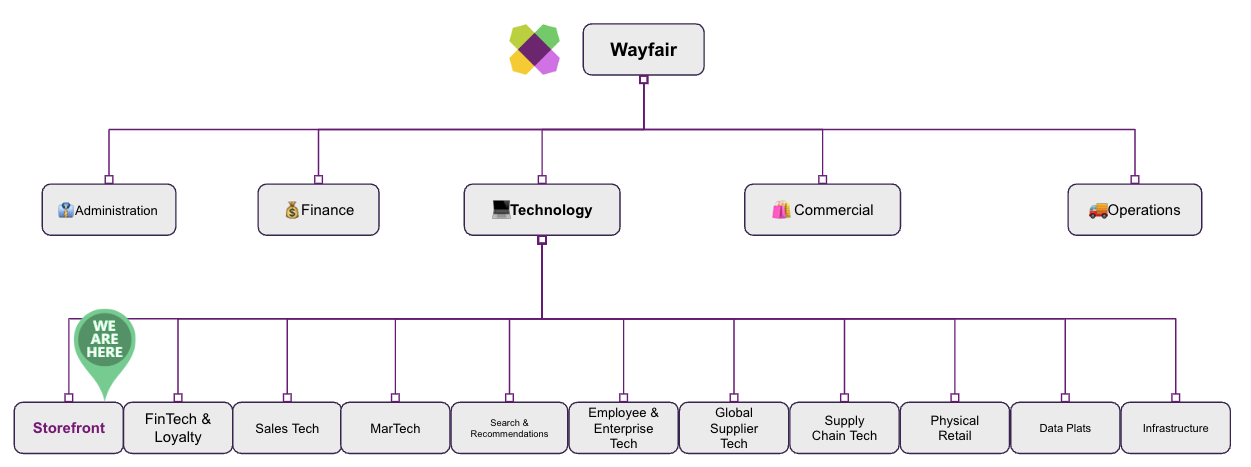 Wayfair
Administration
Finance
Technology
Commercial
Operations
WE
ARE
HERE
Storefront
FinTech &
Loyalty
Sales Tech
MarTech
Search &
Recommendations
Employee &
Enterprise
Tech
Global
Supplier
Tech
Supply
Chain Tech
Physical
Retail
Data Plats
Infrastructure